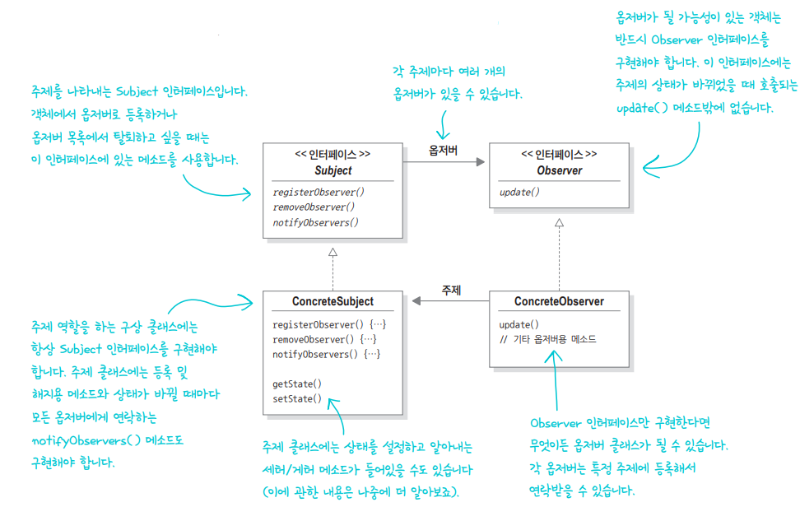 옵저버가 될 가능성이 있는 객체는
반드시 Observer 인터페이스를
구현해야 합니다. 이 인터페이스에는
주제의 상태가 바뀌었을 때 호출되는
update() 메소드밖에 없습니다.
각 주제마다 여러 개의
옵저버가 있을 수 있습니다.
주제를 나타내는 Subject 인터페이스입니다.
객체에서 옵저버로 등록하거나
옵저버 목록에서 탈퇴하고 싶을 때는
이 인터페이스에 있는 메소드를 사용합니다.
<< 인터페이스 >>
Subject
registerObserver()
removeObserver()
notifyObservers()
옵저버
<< 인터페이스 >>
Observer
update()
주제 역할을 하는 구상 클래스에는
항상 Subject 인터페이스를 구현해야
합니다. 주제 클래스에는 등록 및
해지용 메소드와 상태가 바뀔 때마다
모든 옵저버에게 연락하는
notifyObservers() 메소드도
구현해야 합니다.
ConcreteSubject
registerObserver() {…}
removeObserver() {…}
notifyObservers() {…}
getState()
setState()
주제
ConcreteObserver
update()
// 기타 옵저버용 메소드
주제 클래스에는 상태를 설정하고 알아내는
세터/게터 메소드가 들어있을 수도 있습니다
(이에 관한 내용은 나중에 더 알아보죠).
Observer 인터페이스만 구현한다면
무엇이든 옵저버 클래스가 될 수 있습니다.
각 옵저버는 특정 주제에 등록해서
연락받을 수 있습니다.